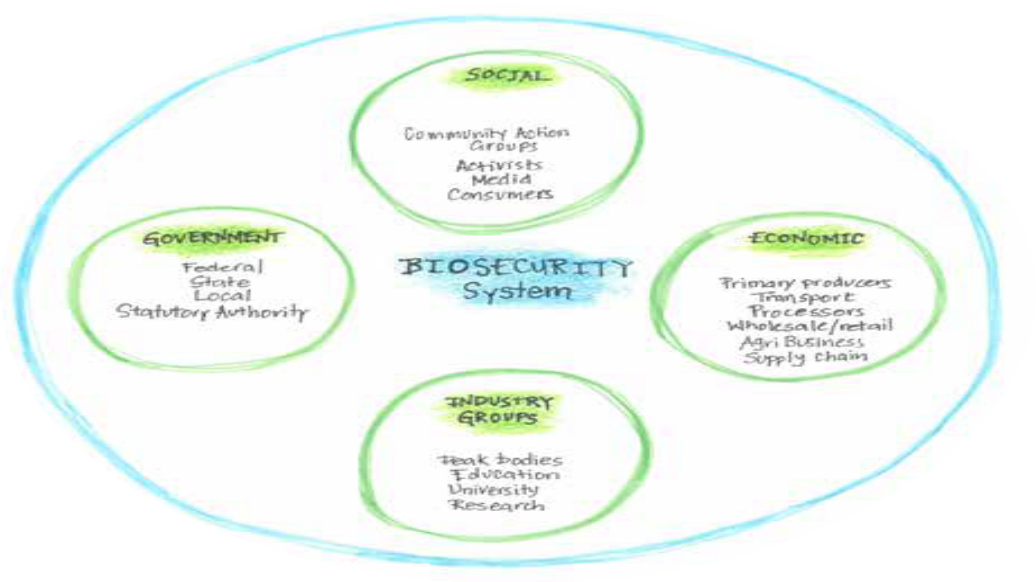 SOCIAL
Community Action
Groups
Activists
Media
Consumers
GOVERNMENT
Federal
State
Local
Statutory Authority
BIOSECURITY
System
ECONOMIC
Primary producers
Transport
Processors
Wholesale/retail
Agri Business
Supply chain
INDUSTRY
GROUPS
Peak bodies
Education
University
Research